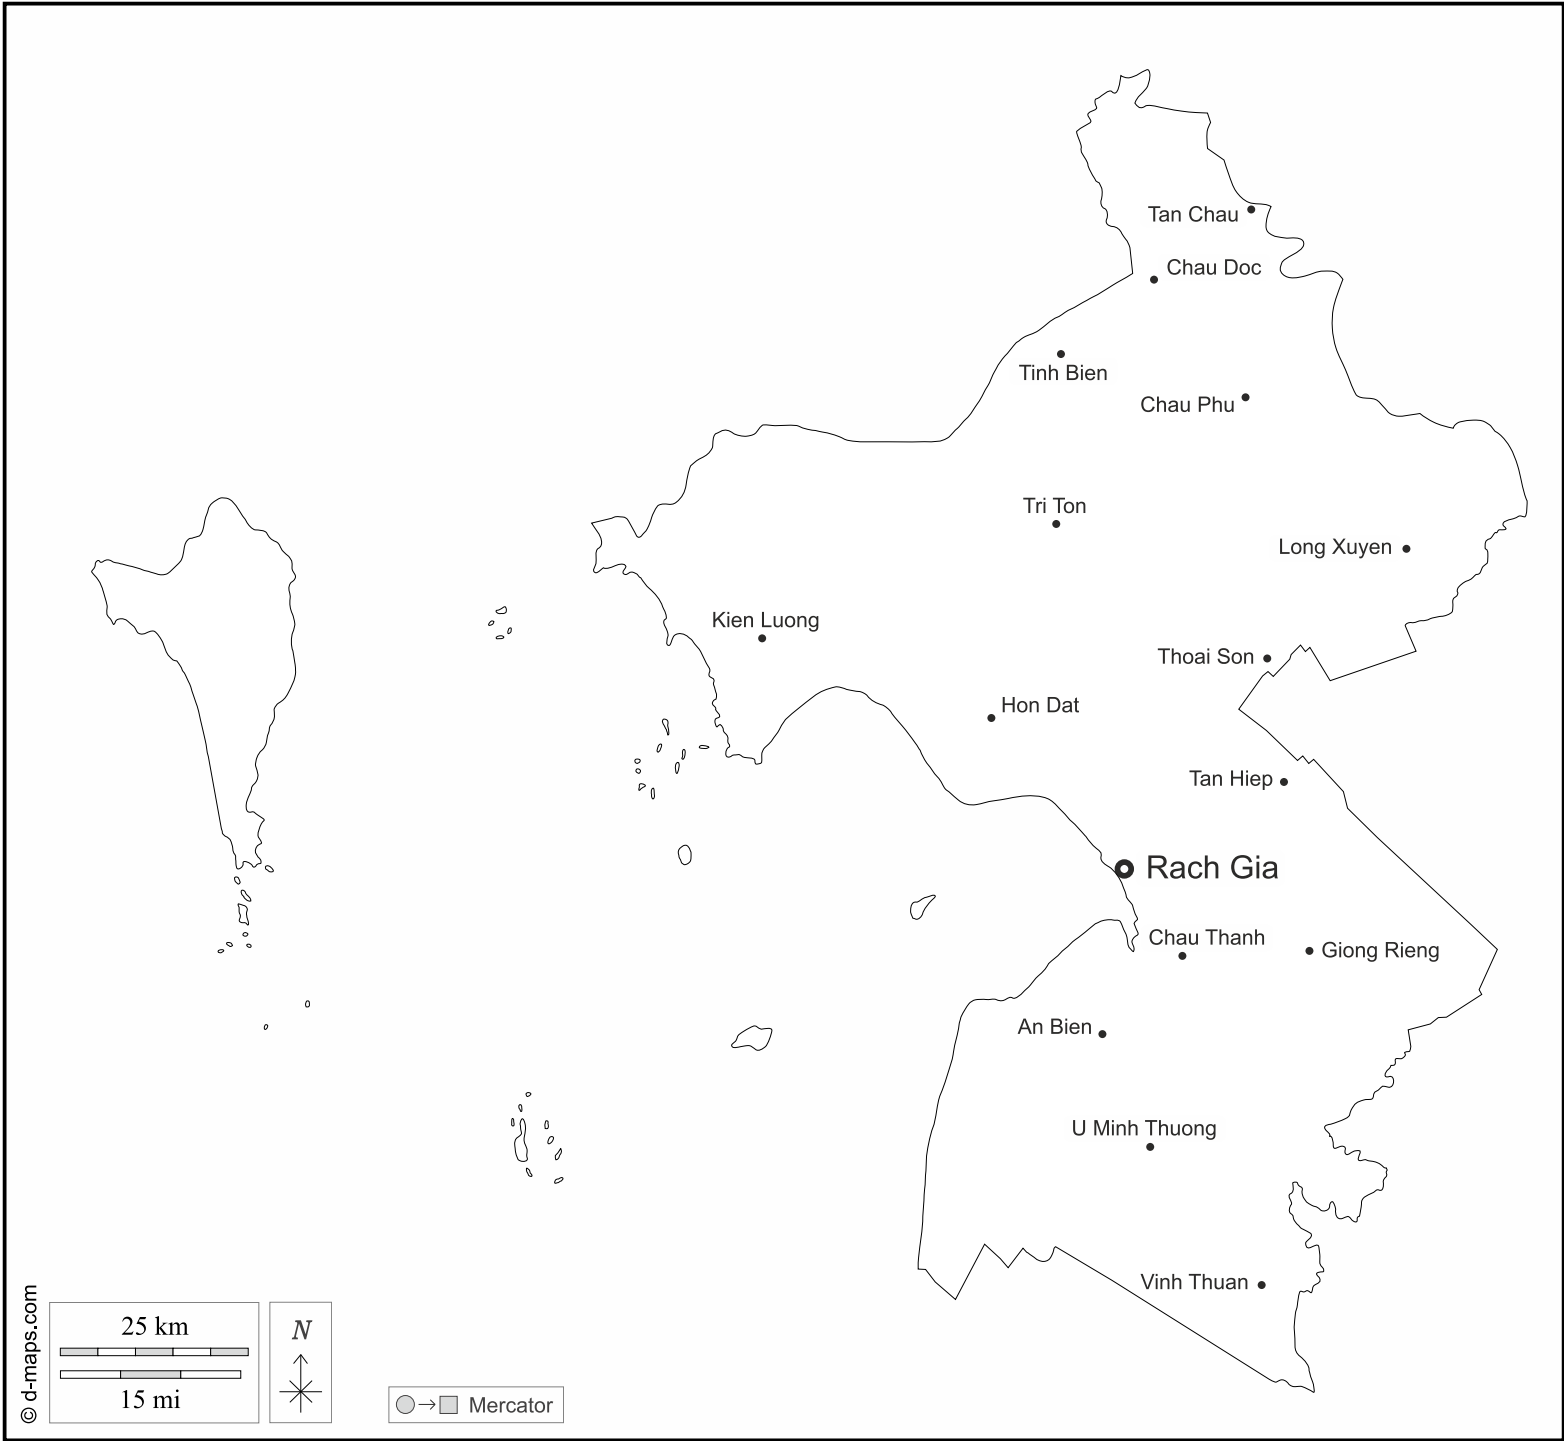 Tan Chau
Chau Doc
Tinh Bien
Chau Phu
Tri Ton
Long Xuyen
Kien Luong
Thoai Son
Hon Dat
Tan Hiep
Rach Gia
Chau Thanh
Giong Rieng
An Bien
U Minh Thuong
Vinh Thuan
© d-maps.com
25 km
15 mi
N
Mercator